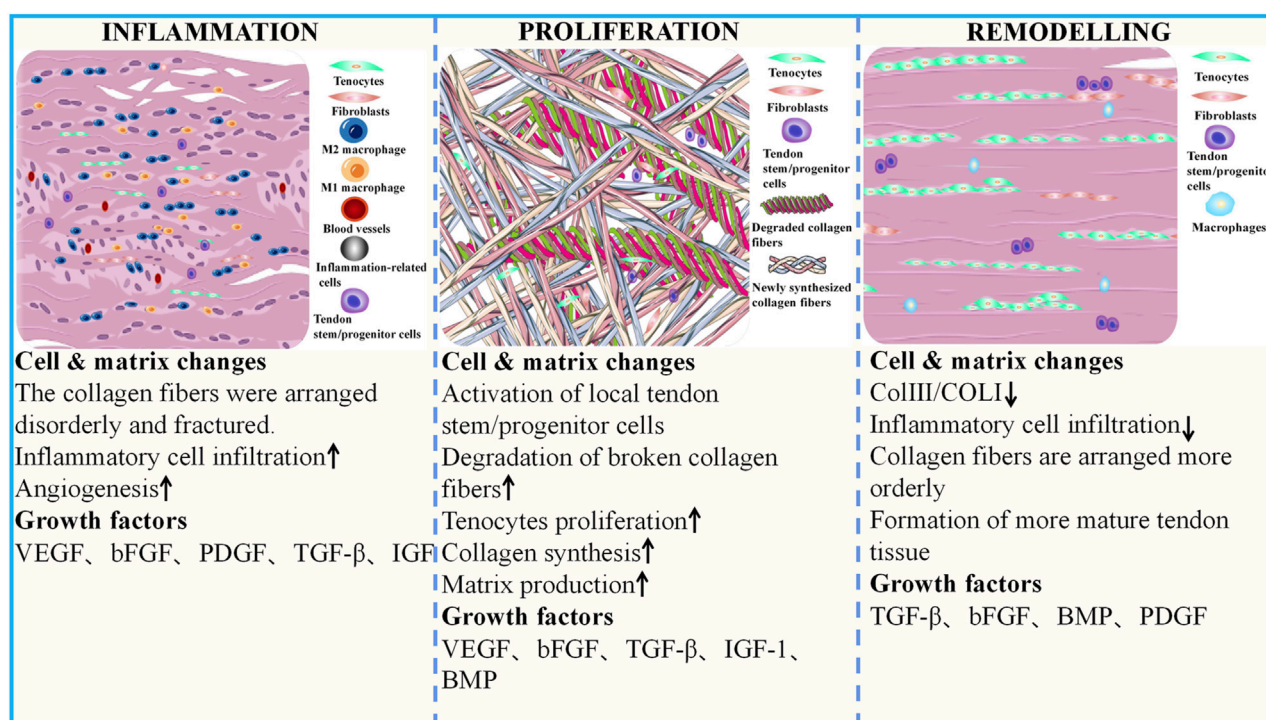 INFLAMMATION
Tenocytes
Fibroblasts
M2 macrophage
M1 macrophage
Blood vessels
Inflammation-related
cells
Tendon
stem/progenitor cells
Cell & matrix changes
The collagen fibers were arranged
disorderly and fractured.
Inflammatory cell infiltration↑
Angiogenesis↑
Growth factors
VEGF、bFGF、PDGF、TGF-β、IGF
PROLIFERATION
Tenocytes
Fibroblasts
Tendon
stem/progenitor
cells
Degraded collagen
fibers
Newly synthesized
collagen fibers
Cell & matrix changes
Activation of local tendon
stem/progenitor cells
Degradation of broken collagen
fibers↑
Tenocytes proliferation↑
Collagen synthesis↑
Matrix production↑
Growth factors
VEGF、bFGF、TGF-β、IGF-1、
BMP
REMODELLING
Tenocytes
Fibroblasts
Tendon
stem/progenito
cells
Macrophages
Cell & matrix changes
ColIII/COLI↓
Inflammatory cell infiltration↓
Collagen fibers are arranged more
orderly
Formation of more mature tendon
tissue
Growth factors
TGF-β、bFGF、BMP、PDGF